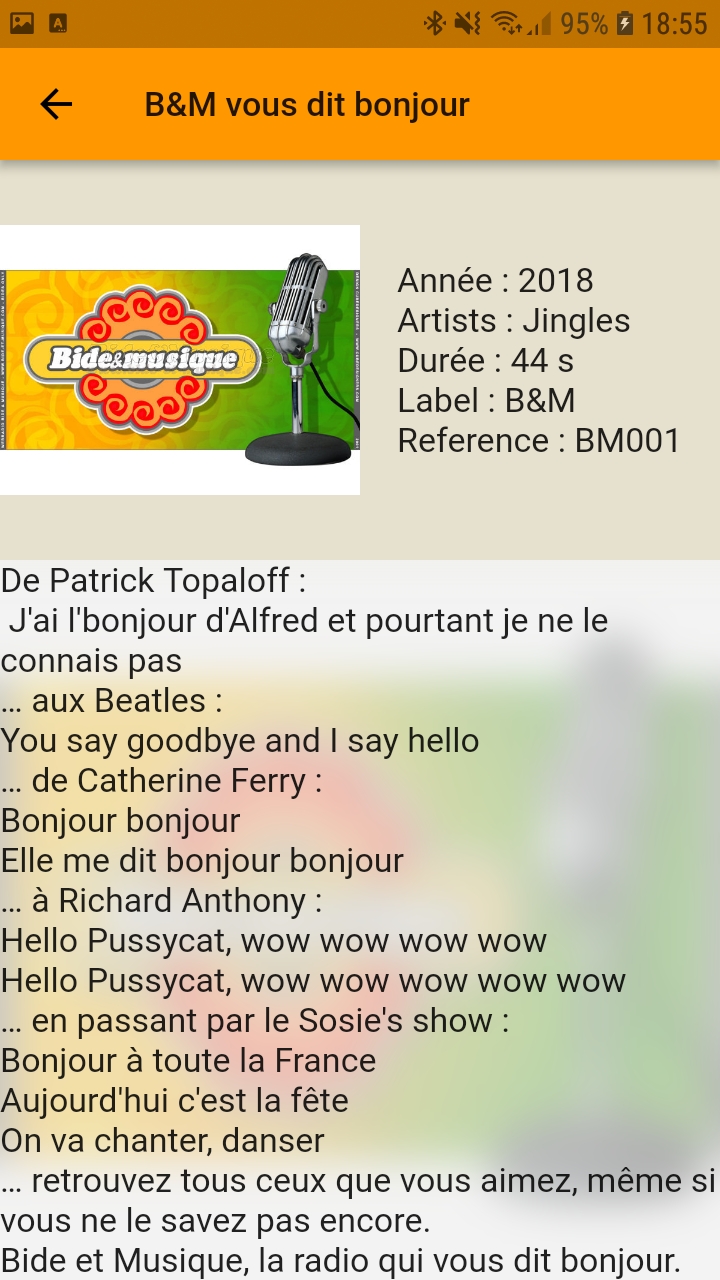 95% 18:55
B&M vous dit bonjour
Bide&musique
Année : 2018
Artists : Jingles
Durée : 44 s
Label : B&M
Reference : BM001
De Patrick Topaloff :
J'ai l'bonjour d'Alfred et pourtant je ne le
connais pas
… aux Beatles :
You say goodbye and I say hello
… de Catherine Ferry :
Bonjour bonjour
Elle me dit bonjour bonjour
… à Richard Anthony :
Hello Pussycat, wow wow wow wow
Hello Pussycat, wow wow wow wow wow
… en passant par le Sosie's show :
Bonjour à toute la France
Aujourd'hui c'est la fête
On va chanter, danser
… retrouvez tous ceux que vous aimez, même si
vous ne le savez pas encore.
Bide et Musique, la radio qui vous dit bonjour.